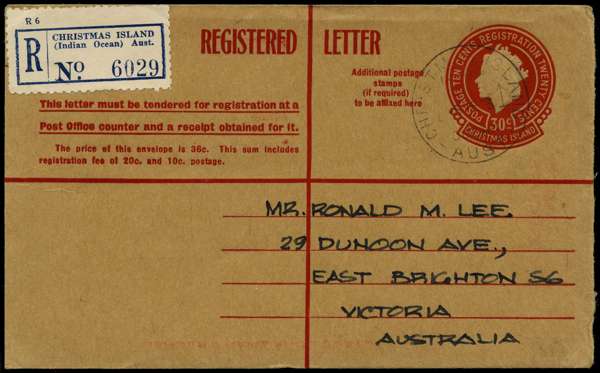 R 6
CHRISTMAS ISLAND
(Indian Ocean) Aust.
R
No. 6029
REGISTERED LETTER
This letter must be tendered for registration at a
Post Office counter and a receipt obtained for it.
The price of this envelope is 36c. This sum includes
registration fee of 20c. and 10c. postage.
Additional postage
stamps
(if required)
to be affixed here
POSTAGE TEN CENTS REGISTRATION TWENTY CENTS
30c
CHRISTMAS ISLAND
AUST
MR. RONALD M. LEE.
29 DUNOON AVE.,
EAST BRIGHTON S6
VICTORIA
AUSTRALIA